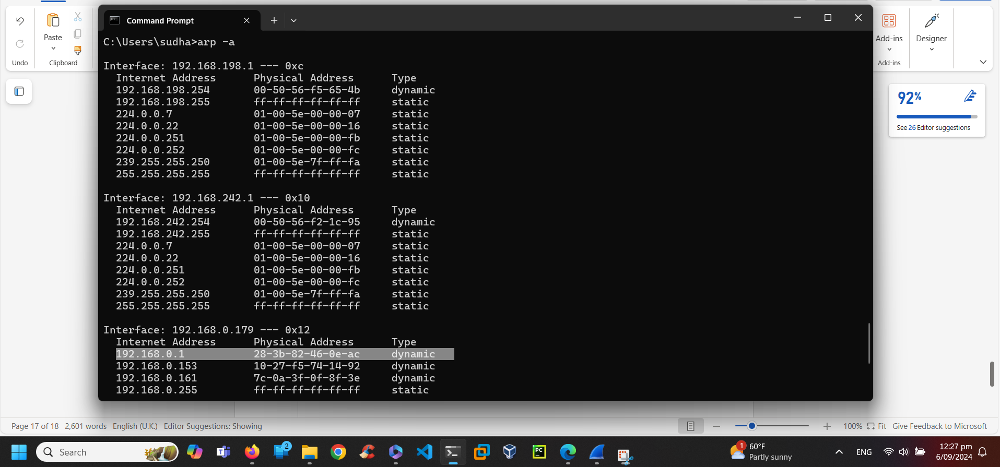 Command Prompt
Undo
Paste
Clipboard
Add-ins
Add-ins
Designer
92%
See 26 Editor suggestions
C:\Users\sudha>arp -a
Interface: 192.168.198.1 --- 0xc
Internet Address Physical Address Type
192.168.198.254 00-50-56-f5-65-4b dynamic
192.168.198.255 ff-ff-ff-ff-ff-ff static
224.0.0.7 01-00-5e-00-00-07 static
224.0.0.22 01-00-5e-00-00-16 static
224.0.0.251 01-00-5e-00-00-fb static
224.0.0.252 01-00-5e-00-00-fc static
239.255.255.250 01-00-5e-7f-ff-fa static
255.255.255.255 ff-ff-ff-ff-ff-ff static
Interface: 192.168.242.1 --- 0x10
Internet Address Physical Address Type
192.168.242.254 00-50-56-f2-1c-95 dynamic
192.168.242.255 ff-ff-ff-ff-ff-ff static
224.0.0.7 01-00-5e-00-00-07 static
224.0.0.22 01-00-5e-00-00-16 static
224.0.0.251 01-00-5e-00-00-fb static
224.0.0.252 01-00-5e-00-00-fc static
239.255.255.250 01-00-5e-7f-ff-fa static
255.255.255.255 ff-ff-ff-ff-ff-ff static
Interface: 192.168.0.179 --- 0x12
Internet Address Physical Address Type
192.168.0.1 28-3b-82-46-0e-ac dynamic
192.168.0.153 10-27-f5-74-14-92 dynamic
192.168.0.161 7c-0a-3f-0f-8f-3e dynamic
192.168.0.255 ff-ff-ff-ff-ff-ff static
Page 17 of 18 2,601 words English (U.K.) Editor Suggestions: Showing 100% Fit Give Feedback to Microsoft
Search
2
PC
1
60°F
Partly sunny
ENG
12:27 pm
6/09/2024